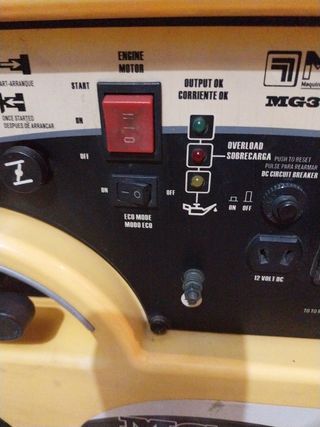 ENGINE
MOTOR
START
ON
OFF
ON
OFF
ECO MODE
MODO ECO
START-ARRANQUE
ONCE STARTED
DESPUES DE ARRANCAR
OUTPUT OK
CORRIENTE OK
OVERLOAD
SOBRECARGA
ON OFF
MG3
PUSH TO RESET
PULSE PARA REARMAR
DC CIRCUIT BREAKER
12 VOLT DC